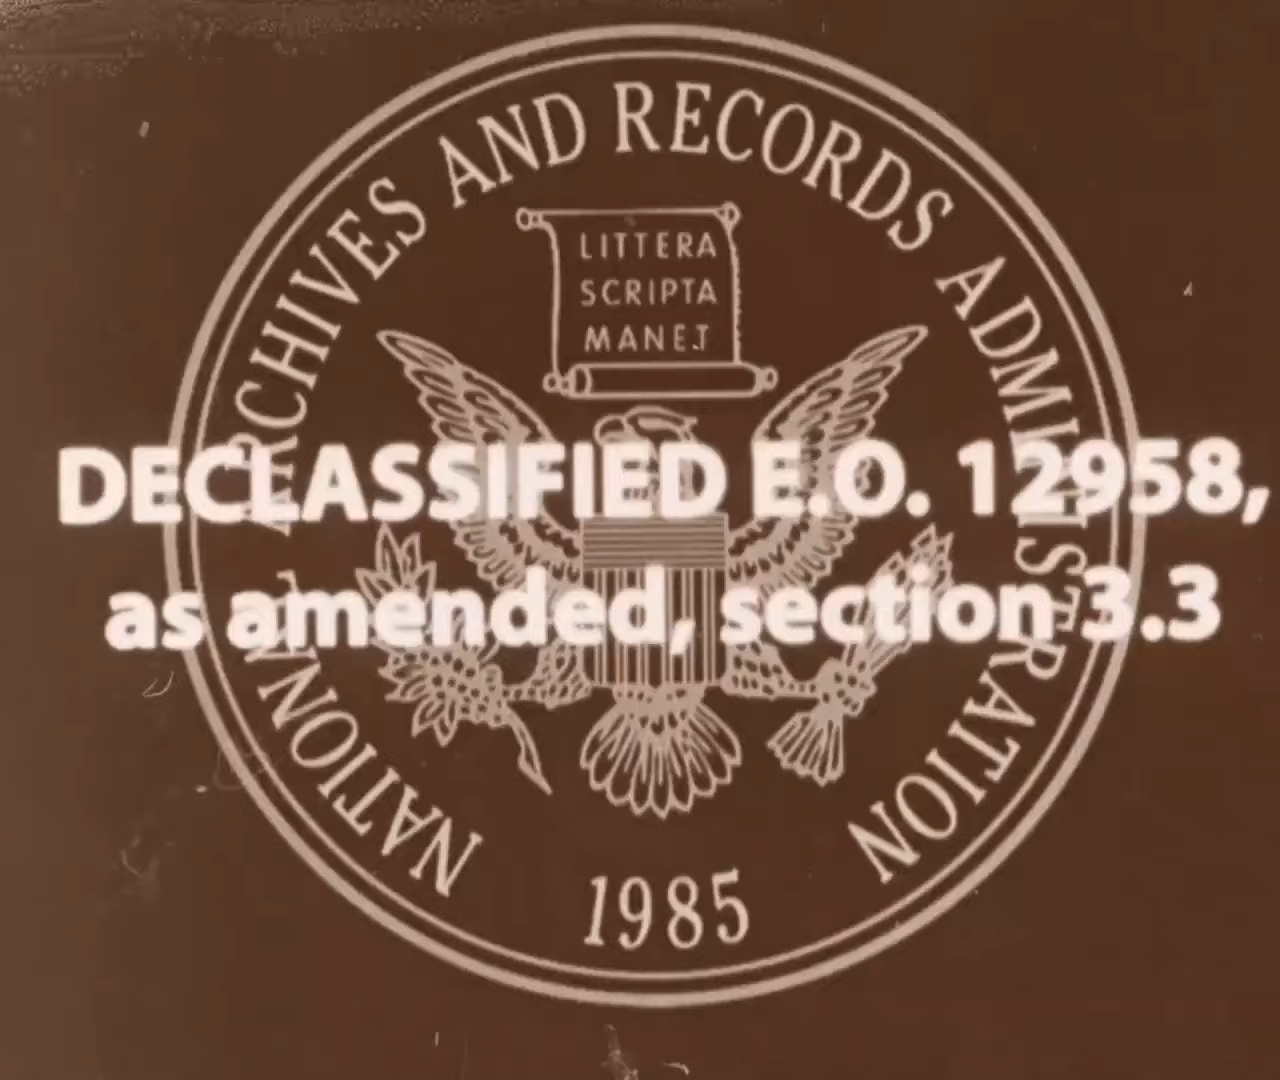 NATIONAL ARCHIVES AND RECORDS ADMINISTRATION
LITTERA
SCRIPTA
MANET
DECLASSIFIED E.O. 12958,
as amended, section 3.3
1985